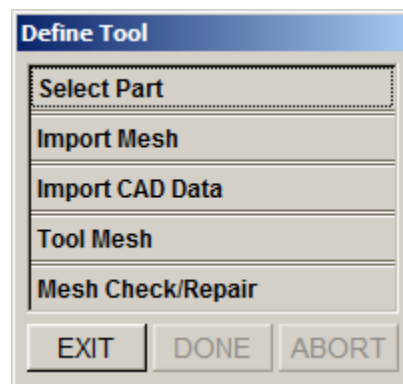 Define Tool
Select Part
Import Mesh
Import CAD Data
Tool Mesh
Mesh Check/Repair
EXIT DONE ABORT